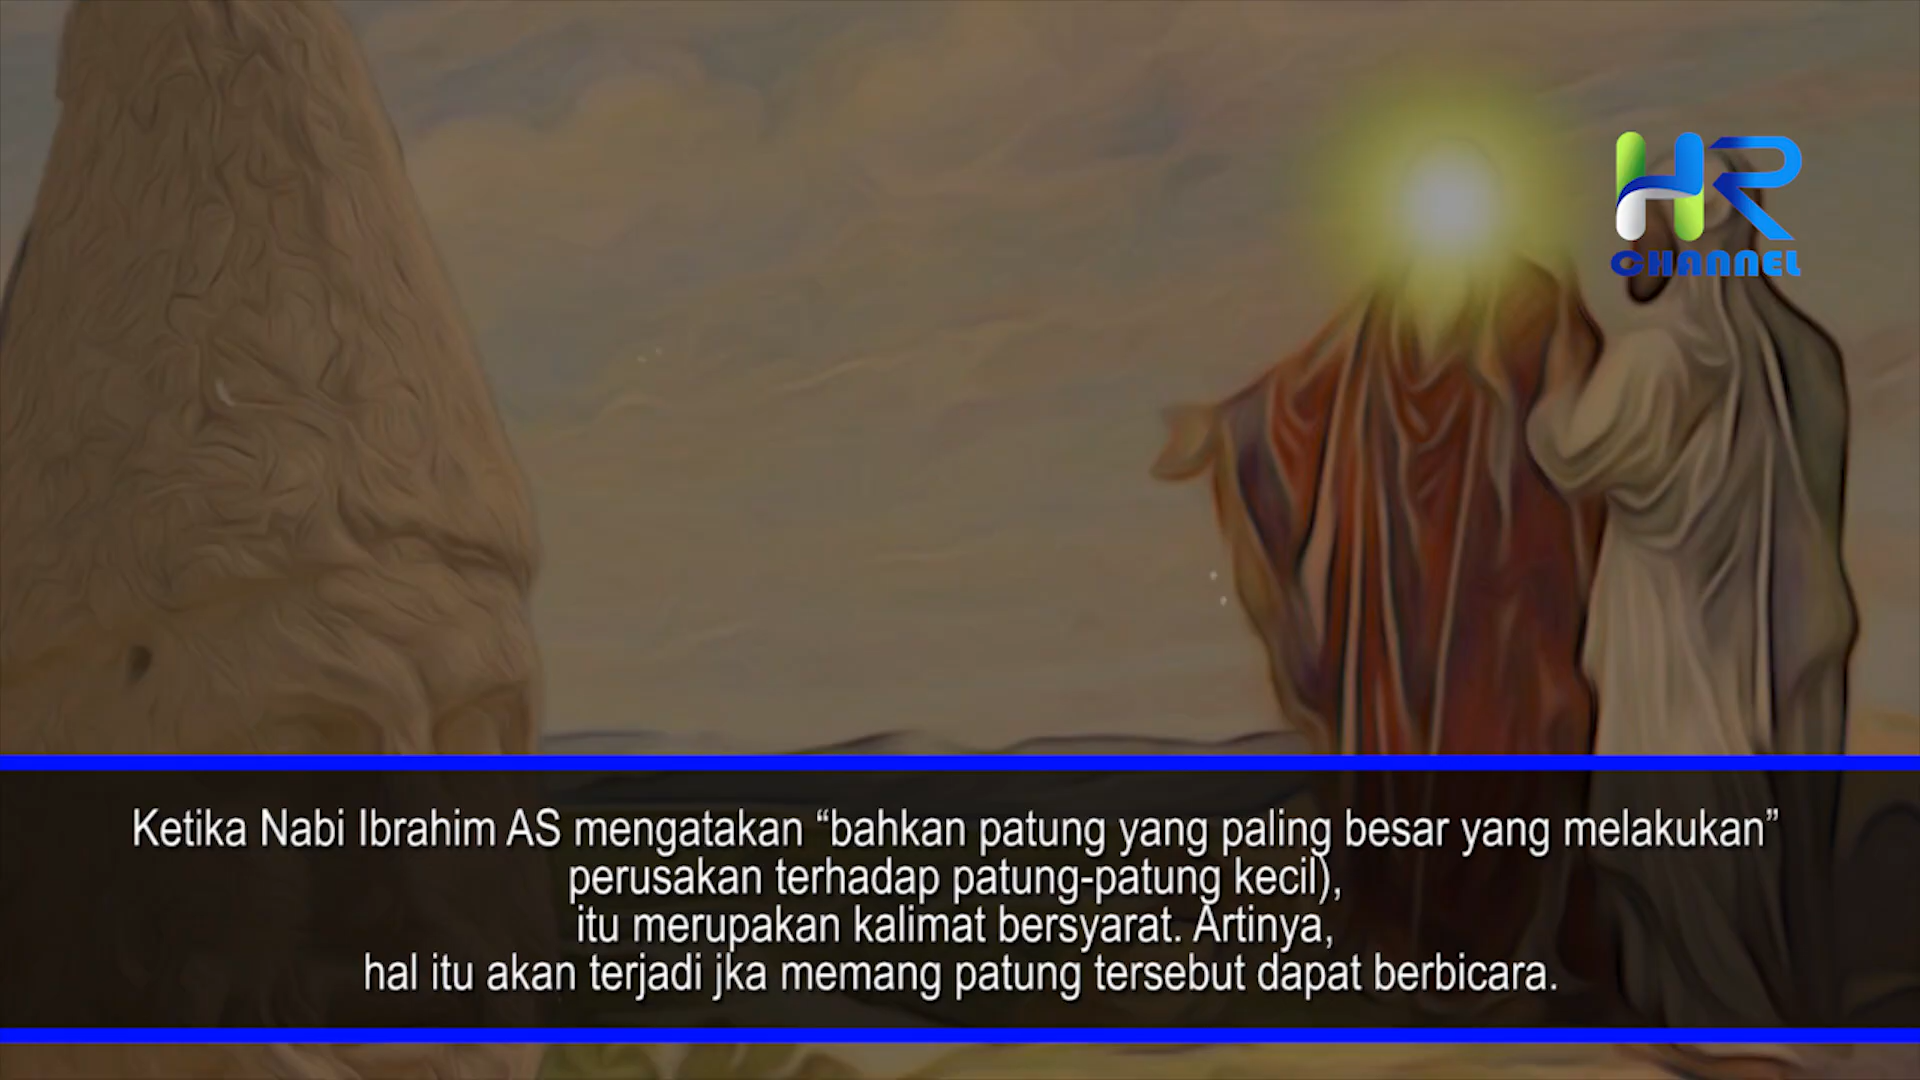 HR
CHANNEL
Ketika Nabi Ibrahim AS mengatakan “bahkan patung yang paling besar yang melakukan”
perusakan terhadap patung-patung kecil),
itu merupakan kalimat bersyarat. Artinya,
hal itu akan terjadi jka memang patung tersebut dapat berbicara.